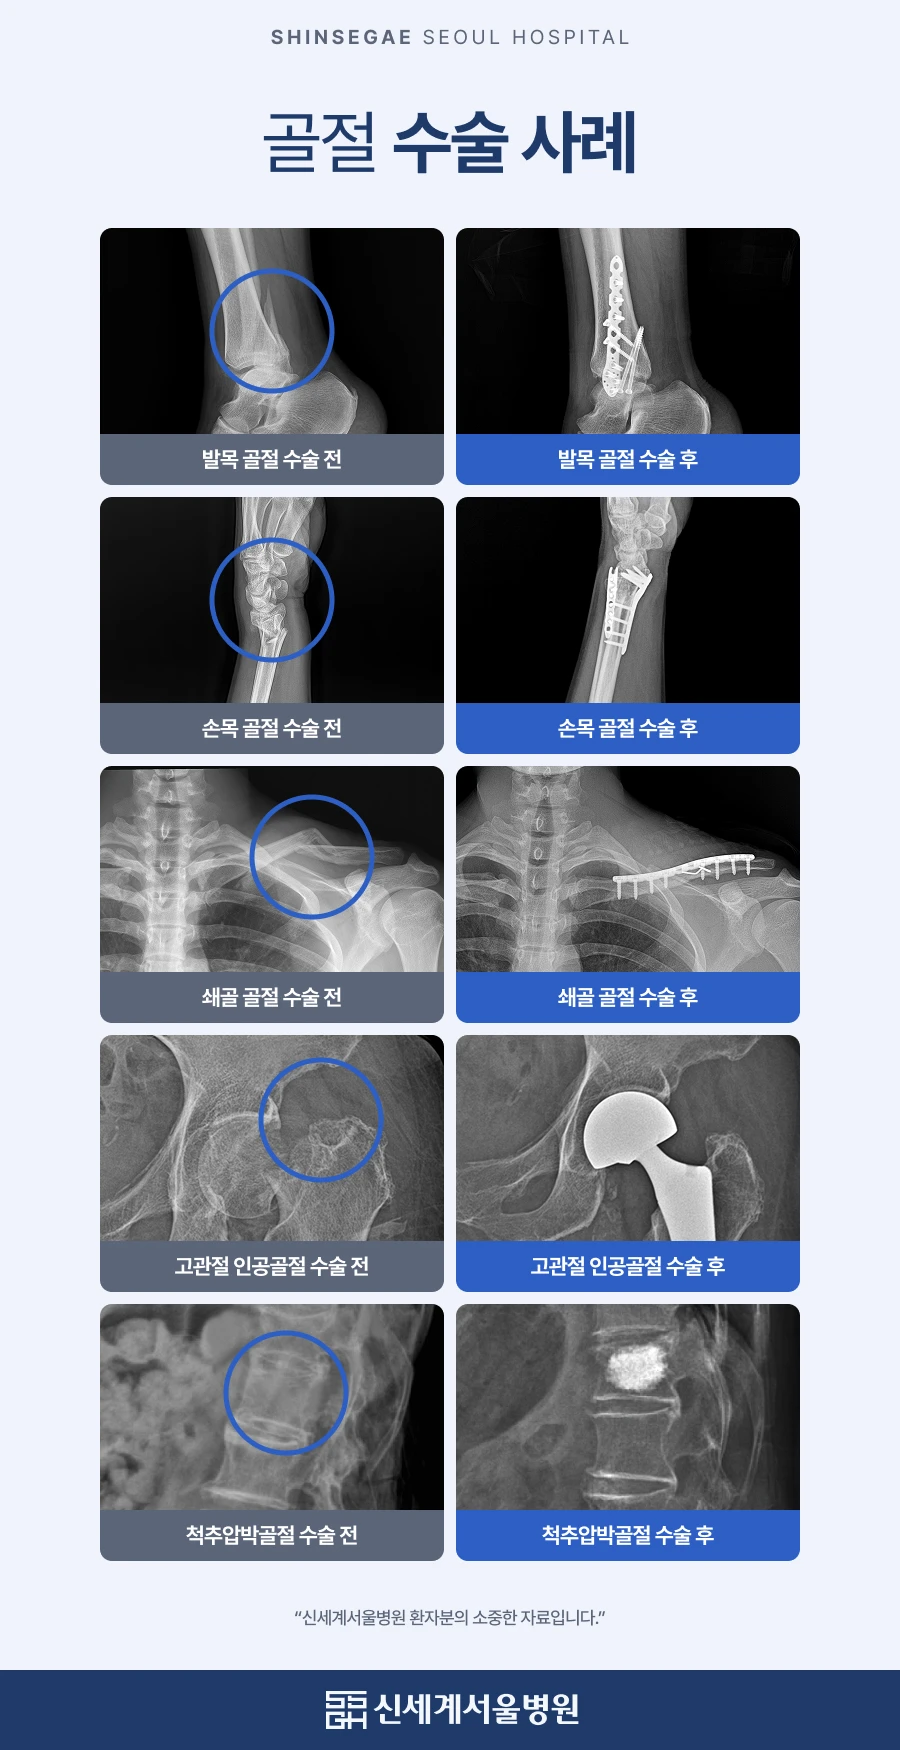 SHINSEGAE SEOUL HOSPITAL
골절 수술 사례
발목 골절 수술 전
발목 골절 수술 후
손목 골절 수술 전
손목 골절 수술 후
쇄골 골절 수술 전
쇄골 골절 수술 후
고관절 인공골절 수술 전
고관절 인공골절 수술 후
척추압박골절 수술 전
척추압박골절 수술 후
“신세계서울병원 환자분의 소중한 자료입니다.”
신세계서울병원